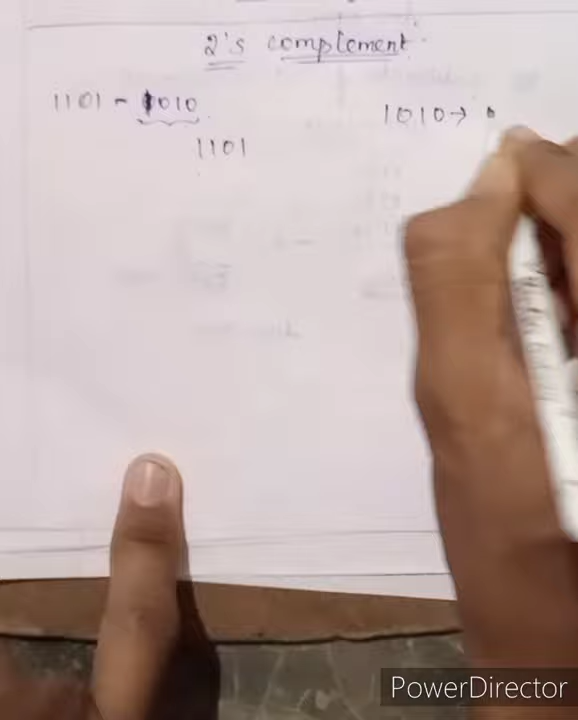 2's complement
1101 - 1010
1010 →
1101
PowerDirector